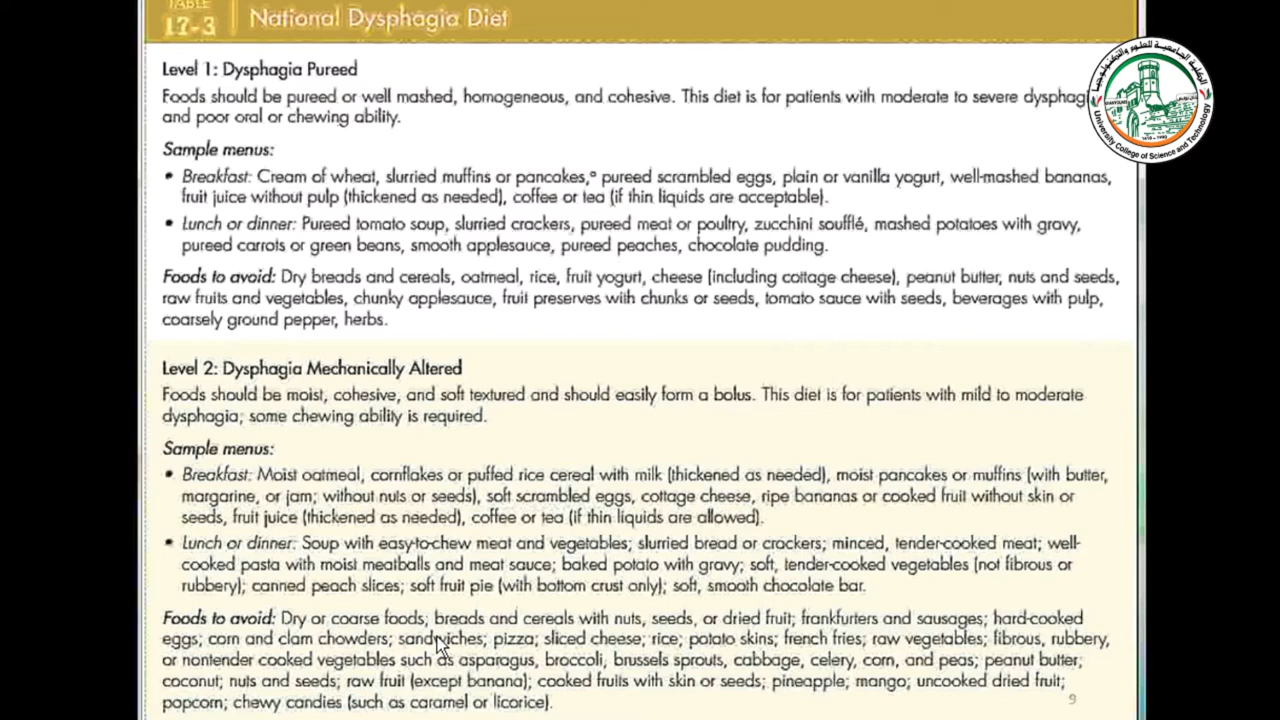 TABLE
17-3
National Dysphagia Diet
Level 1: Dysphagia Pureed
Foods should be pureed or well mashed, homogeneous, and cohesive. This diet is for patients with moderate to severe dysphag
and poor oral or chewing ability.
Sample menus:
• Breakfast: Cream of wheat, slurried muffins or pancakes,ᵃ pureed scrambled eggs, plain or vanilla yogurt, well-mashed bananas,
fruit juice without pulp (thickened as needed), coffee or tea (if thin liquids are acceptable).
• Lunch or dinner: Pureed tomato soup, slurried crackers, pureed meat or poultry, zucchini soufflé, mashed potatoes with gravy,
pureed carrots or green beans, smooth applesauce, pureed peaches, chocolate pudding.
Foods to avoid: Dry breads and cereals, oatmeal, rice, fruit yogurt, cheese (including cottage cheese), peanut butter, nuts and seeds,
raw fruits and vegetables, chunky applesauce, fruit preserves with chunks or seeds, tomato sauce with seeds, beverages with pulp,
coarsely ground pepper, herbs.
Level 2: Dysphagia Mechanically Altered
Foods should be moist, cohesive, and soft textured and should easily form a bolus. This diet is for patients with mild to moderate
dysphagia; some chewing ability is required.
Sample menus:
• Breakfast: Moist oatmeal, cornflakes or puffed rice cereal with milk (thickened as needed), moist pancakes or muffins (with butter,
margarine, or jam; without nuts or seeds), soft scrambled eggs, cottage cheese, ripe bananas or cooked fruit without skin or
seeds, fruit juice (thickened as needed), coffee or tea (if thin liquids are allowed).
• Lunch or dinner: Soup with easy-to-chew meat and vegetables; slurried bread or crackers; minced, tender-cooked meat; well-
cooked pasta with moist meatballs and meat sauce; baked potato with gravy; soft, tender-cooked vegetables (not fibrous or
rubbery); canned peach slices; soft fruit pie (with bottom crust only); soft, smooth chocolate bar.
Foods to avoid: Dry or coarse foods; breads and cereals with nuts, seeds, or dried fruit; frankfurters and sausages; hard-cooked
eggs; corn and clam chowders; sandwiches; pizza; sliced cheese; rice; potato skins; french fries; raw vegetables; fibrous, rubbery,
or nontender cooked vegetables such as asparagus, broccoli, brussels sprouts, cabbage, celery, corn, and peas; peanut butter;
coconut; nuts and seeds; raw fruit (except banana); cooked fruits with skin or seeds; pineapple; mango; uncooked dried fruit;
popcorn; chewy candies (such as caramel or licorice).
9
الكلية الجامعية للعلوم والتكنولوجيا
University College of Science and Technology